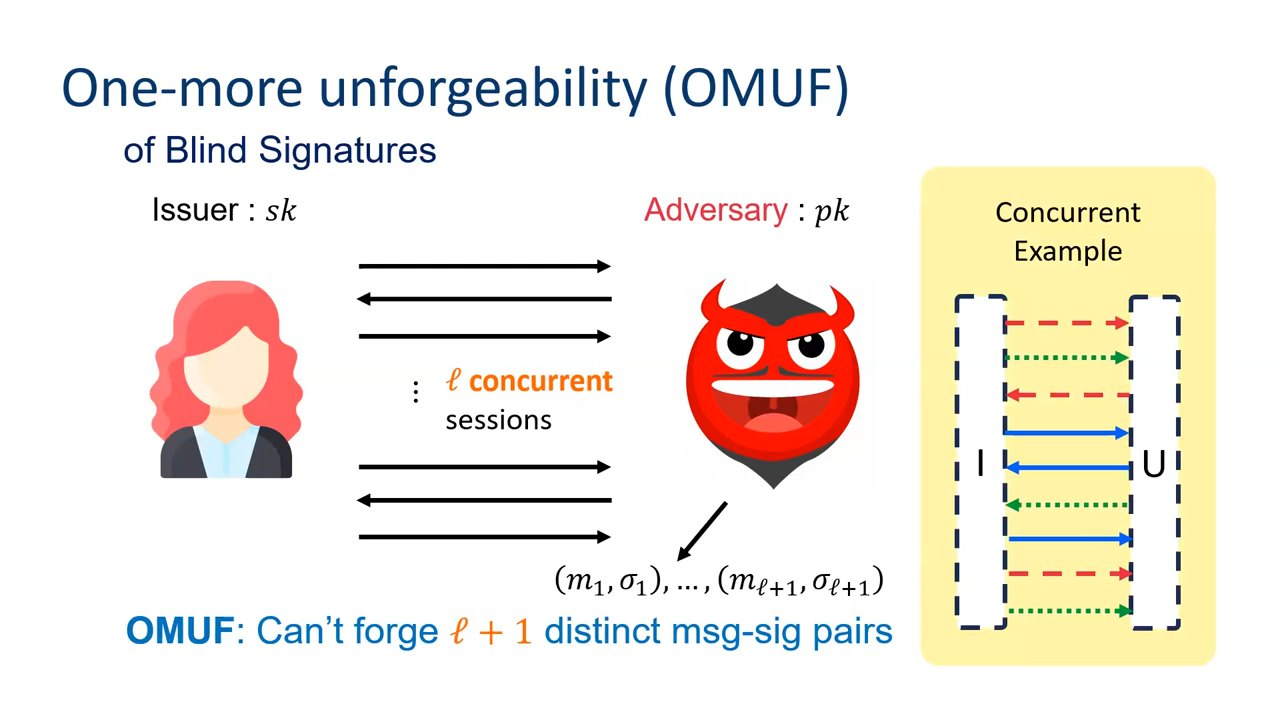 One-more unforgeability (OMUF)
of Blind Signatures
Issuer : 𝑠𝑘
Adversary : 𝑝𝑘
⋮ ℓ concurrent
sessions
(𝑚₁, 𝜎₁), … , (𝑚ℓ₊₁, 𝜎ℓ₊₁)
OMUF: Can’t forge ℓ + 1 distinct msg-sig pairs
Concurrent
Example
I
U